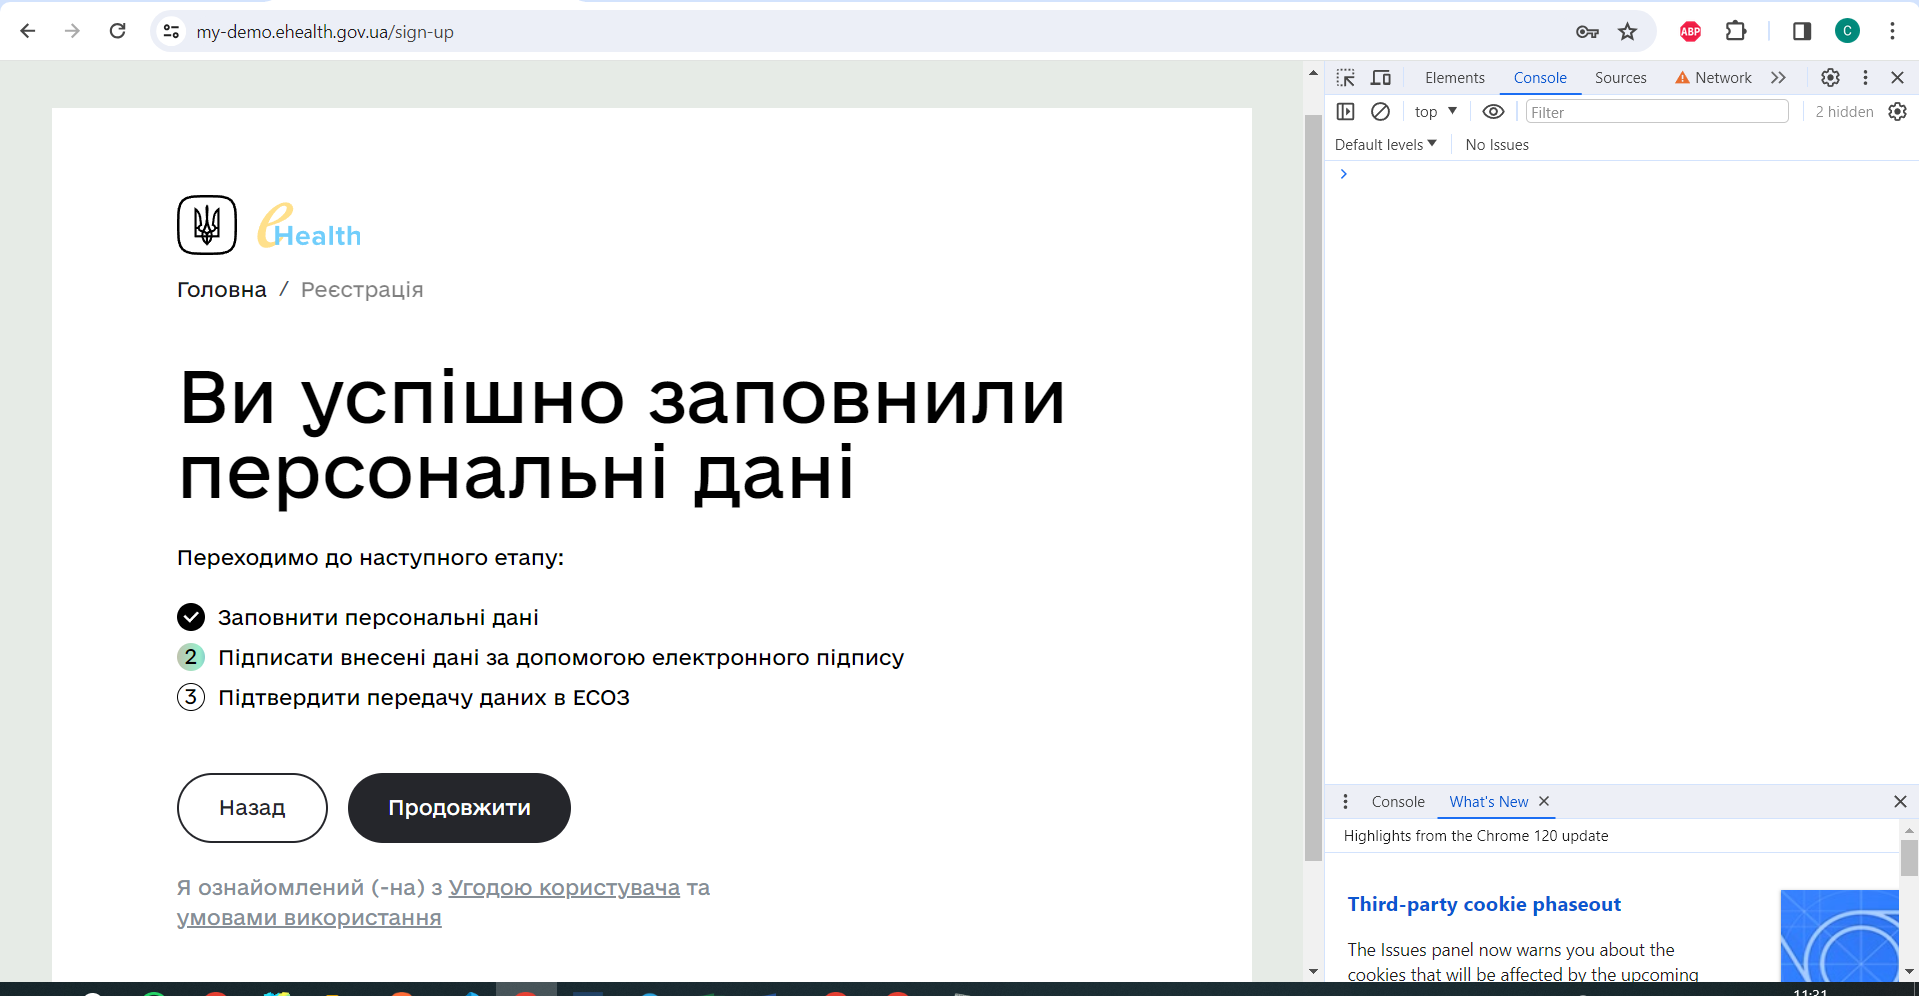 my-demo.ehealth.gov.ua/sign-up
ABP
C
Elements
Console
Sources
Network
top
Filter
2 hidden
Default levels
No Issues
eHealth
Головна / Реєстрація
Ви успішно заповнили
персональні дані
Переходимо до наступного етапу:
Заповнити персональні дані
2 Підписати внесені дані за допомогою електронного підпису
3 Підтвердити передачу даних в ЕСОЗ
Назад
Продовжити
Я ознайомлений (-на) з Угодою користувача та
умовами використання
Console
What's New
Highlights from the Chrome 120 update
Third-party cookie phaseout
The Issues panel now warns you about the
cookies that will be affected by the upcoming
11:31